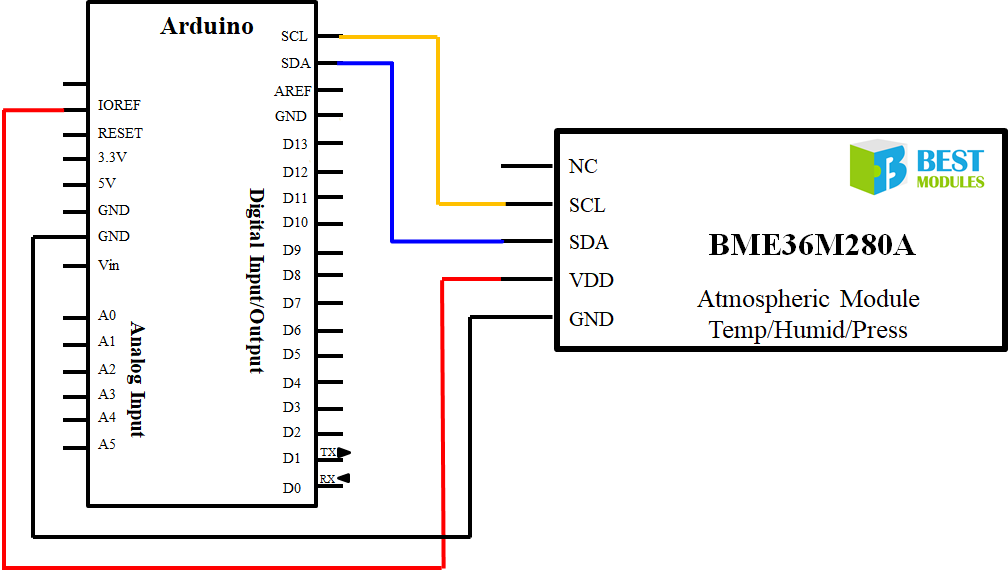 Arduino
SCL
SDA
AREF
GND
D13
D12
D11
D10
D9
D8
D7
D6
D5
D4
D3
D2
D1
D0
TX
RX
IOREF
RESET
3.3V
5V
GND
GND
Vin
A0
A1
A2
A3
A4
A5
Analog Input
Digital Input/Output
NC
SCL
SDA
VDD
GND
BEST
MODULES
BME36M280A
Atmospheric Module
Temp/Humid/Press